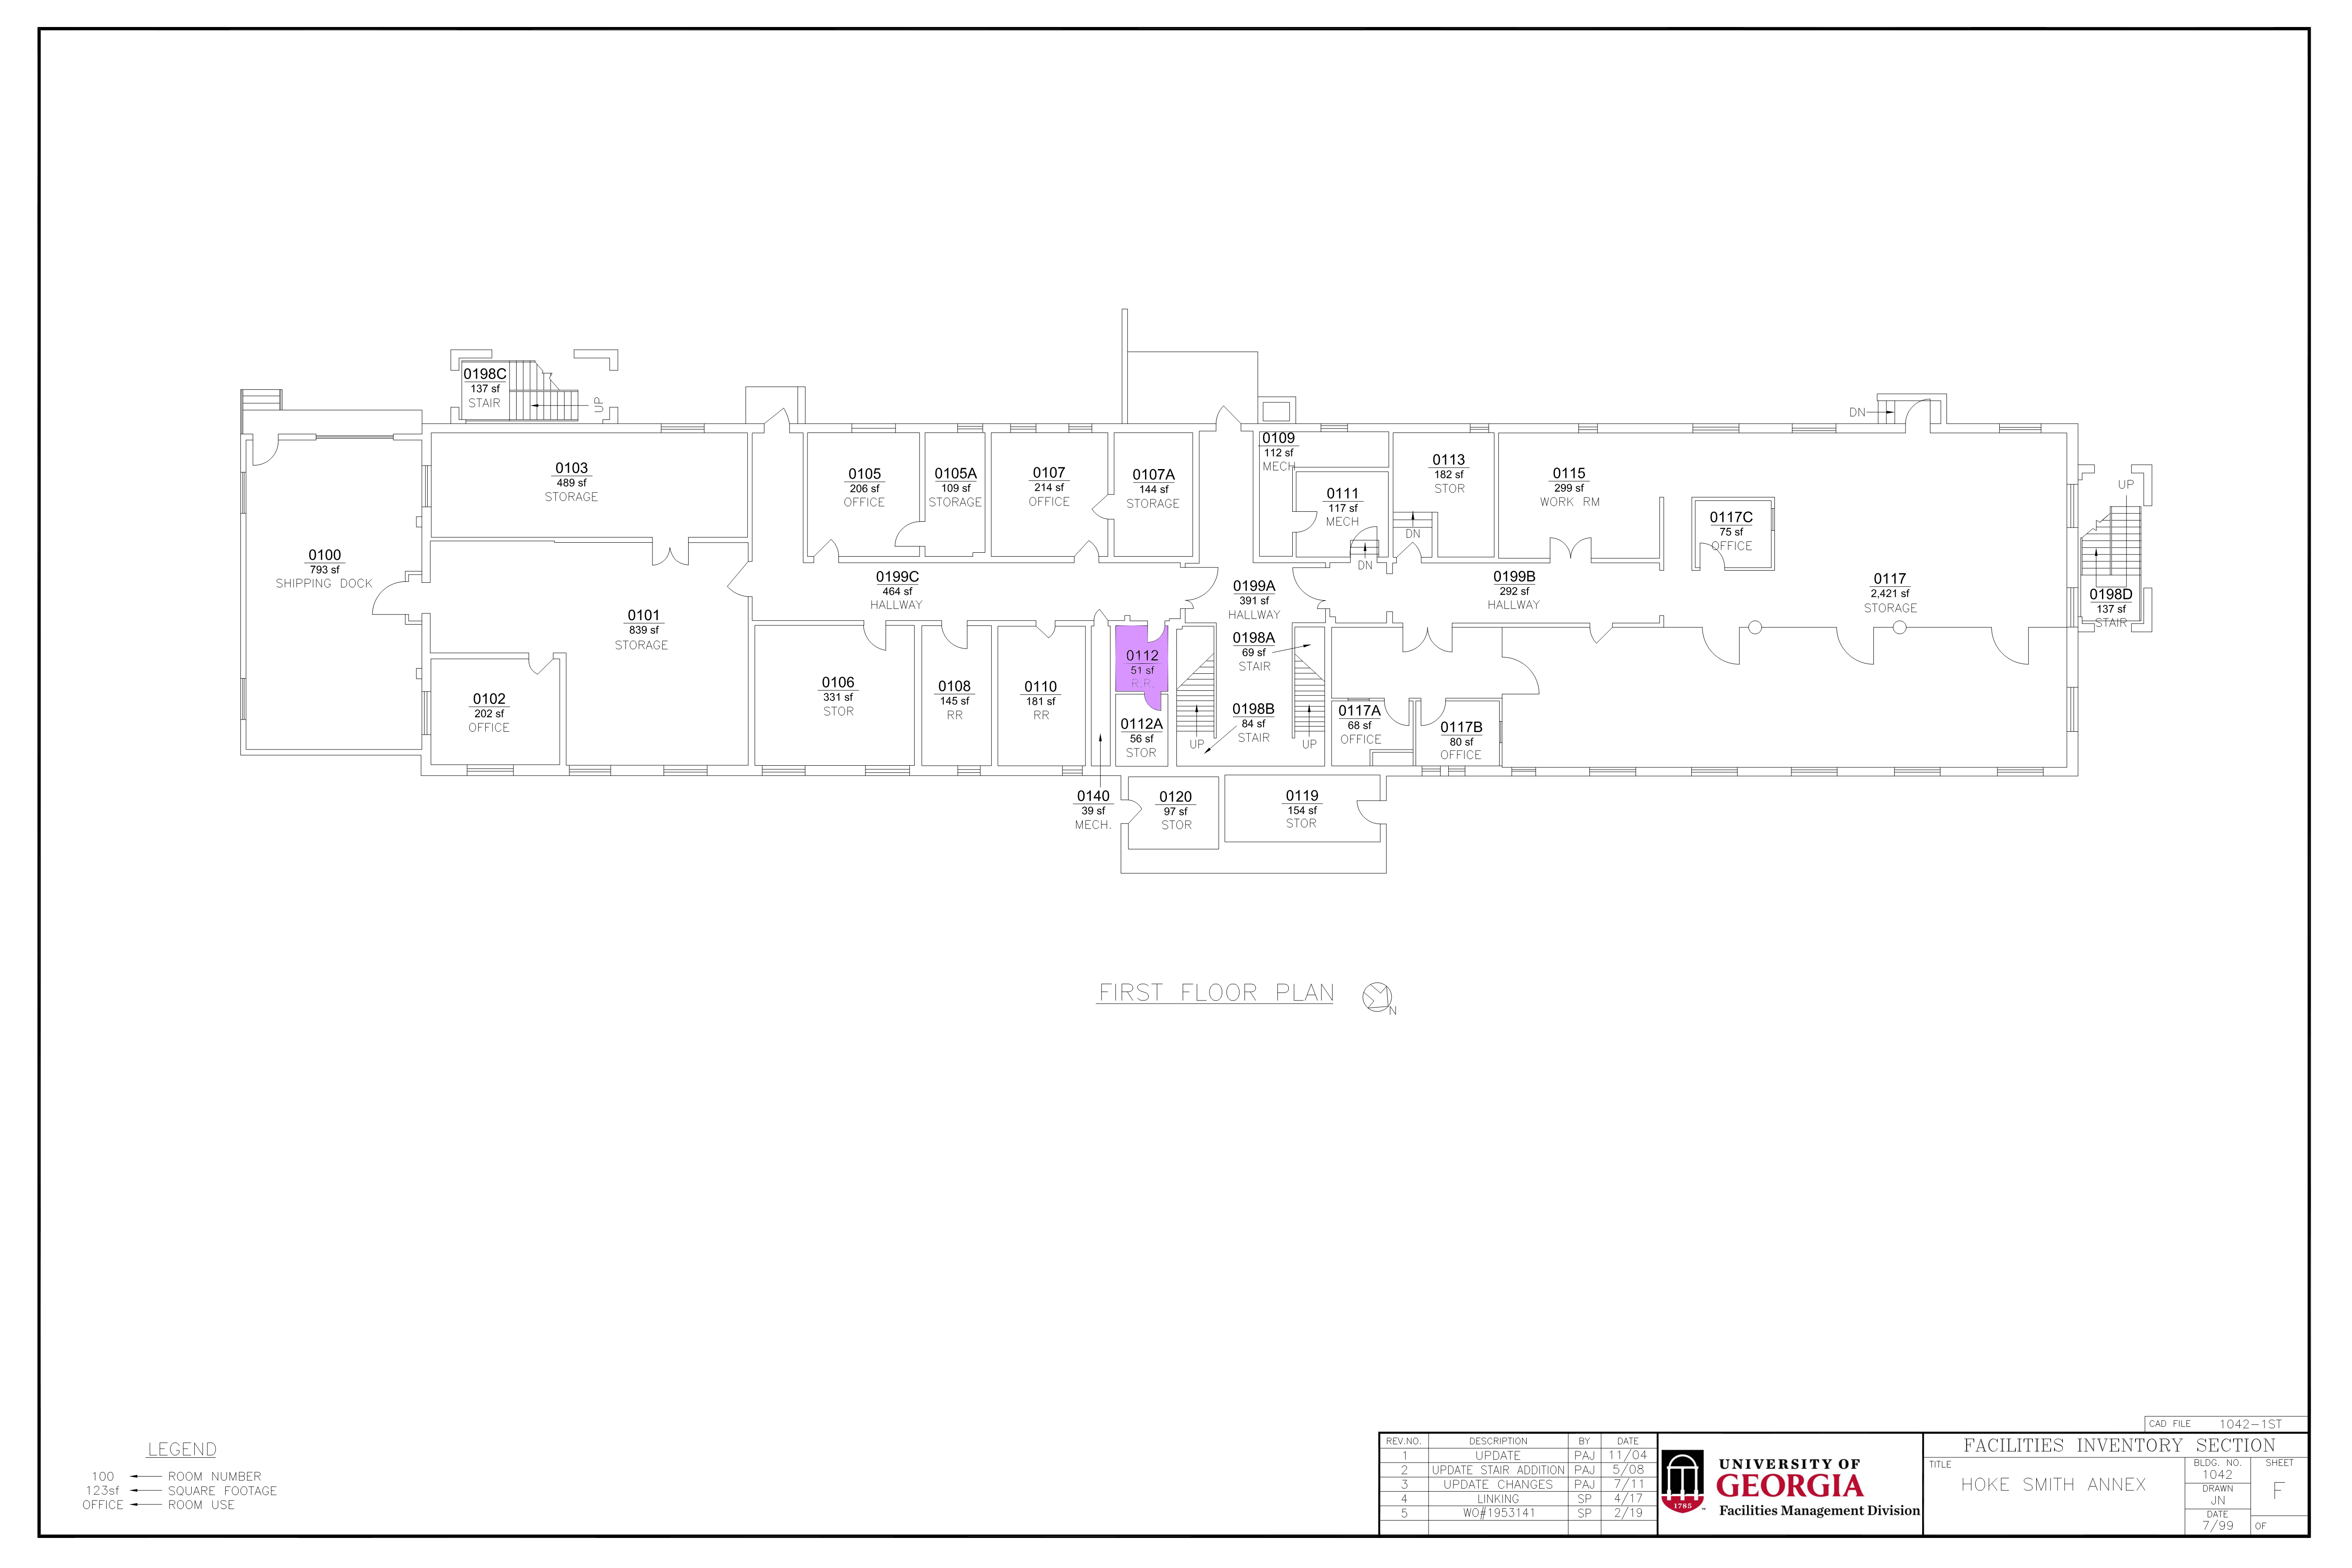 0198C
137 sf
STAIR
UP
0103
489 sf
STORAGE
0100
793 sf
SHIPPING DOCK
0101
839 sf
STORAGE
0102
202 sf
OFFICE
0105
206 sf
OFFICE
0105A
109 sf
STORAGE
0107
214 sf
OFFICE
0107A
144 sf
STORAGE
0199C
464 sf
HALLWAY
0106
331 sf
STOR
0108
145 sf
RR
0110
181 sf
RR
0112
51 sf
R.R.
0112A
56 sf
STOR
0140
39 sf
MECH.
0120
97 sf
STOR
0119
154 sf
STOR
0199A
391 sf
HALLWAY
0198A
69 sf
STAIR
0198B
84 sf
STAIR
UP
UP
0109
112 sf
MECH
0111
117 sf
MECH
DN
0113
182 sf
STOR
DN
0115
299 sf
WORK RM
0199B
292 sf
HALLWAY
0117A
68 sf
OFFICE
0117B
80 sf
OFFICE
0117C
75 sf
OFFICE
0117
2,421 sf
STORAGE
DN
UP
0198D
137 sf
STAIR
FIRST FLOOR PLAN
N
LEGEND
100 ROOM NUMBER
123sf SQUARE FOOTAGE
OFFICE ROOM USE
REV.NO. DESCRIPTION BY DATE
1 UPDATE PAJ 11/04
2 UPDATE STAIR ADDITION PAJ 5/08
3 UPDATE CHANGES PAJ 7/11
4 LINKING SP 4/17
5 WO#1953141 SP 2/19
1785
UNIVERSITY OF
GEORGIA
Facilities Management Division
CAD FILE 1042-1ST
FACILITIES INVENTORY SECTION
TITLE
HOKE SMITH ANNEX
BLDG. NO.
1042
DRAWN
JN
DATE
7/99
SHEET
F
OF